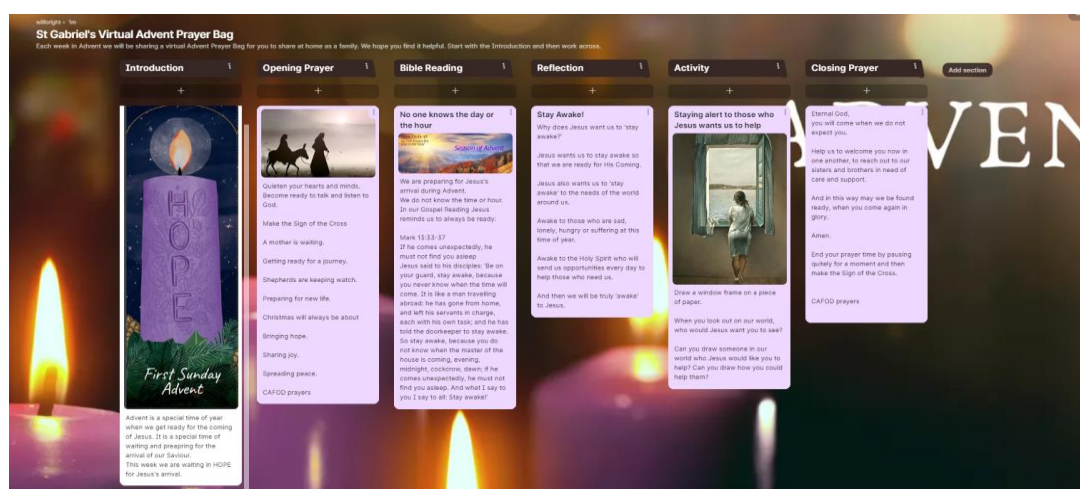 willbright • 1m
St Gabriel's Virtual Advent Prayer Bag
Each week in Advent we will be sharing a virtual Advent Prayer Bag for you to share at home as a family. We hope you find it helpful. Start with the Introduction and then work across.
Introduction
HOPE
First Sunday
Advent
Advent is a special time of year
when we get ready for the coming
of Jesus. It is a special time of
waiting and preapring for the
arrival of our Saviour.
This week we are waiting in HOPE
for Jesus's arrival.
Opening Prayer
Quieten your hearts and minds.
Become ready to talk and listen to
God.
Make the Sign of the Cross
A mother is waiting.
Getting ready for a journey.
Shepherds are keeping watch.
Preparing for new life.
Christmas will always be about
Bringing hope.
Sharing joy.
Spreading peace.
CAFOD prayers
Bible Reading
No one knows the day or
the hour
Season of Advent
We are preparing for Jesus's
arrival during Advent.
We do not know the time or hour.
In our Gospel Reading Jesus
reminds us to always be ready:
Mark 13:33-37
If he comes unexpectedly, he
must not find you asleep
Jesus said to his disciples: 'Be on
your guard, stay awake, because
you never know when the time will
come. It is like a man travelling
abroad: he has gone from home,
and left his servants in charge,
each with his own task; and he has
told the doorkeeper to stay awake.
So stay awake, because you do
not know when the master of the
house is coming, evening,
midnight, cockcrow, dawn; if he
comes unexpectedly, he must not
find you asleep. And what I say to
you I say to all: Stay awake!'
Reflection
Stay Awake!
Why does Jesus want us to 'stay
awake?'
Jesus wants us to stay awake so
that we are ready for His Coming.
Jesus also wants us to 'stay
awake' to the needs of the world
around us.
Awake to those who are sad,
lonely, hungry or suffering at this
time of year.
Awake to the Holy Spirit who will
send us opportunities every day to
help those who need us.
And then we will be truly 'awake'
to Jesus.
Activity
Staying alert to those who
Jesus wants us to help
Draw a window frame on a piece
of paper.
When you look out on our world,
who would Jesus want you to see?
Can you draw someone in our
world who Jesus would like you to
help? Can you draw how you could
help them?
Closing Prayer
Eternal God,
you will come when we do not
expect you.
Help us to welcome you now in
one another, to reach out to our
sisters and brothers in need of
care and support.
And in this way may we be found
ready, when you come again in
glory.
Amen.
End your prayer time by pausing
quitely for a moment and then
make the Sign of the Cross.
CAFOD prayers
Add section
ADVEN